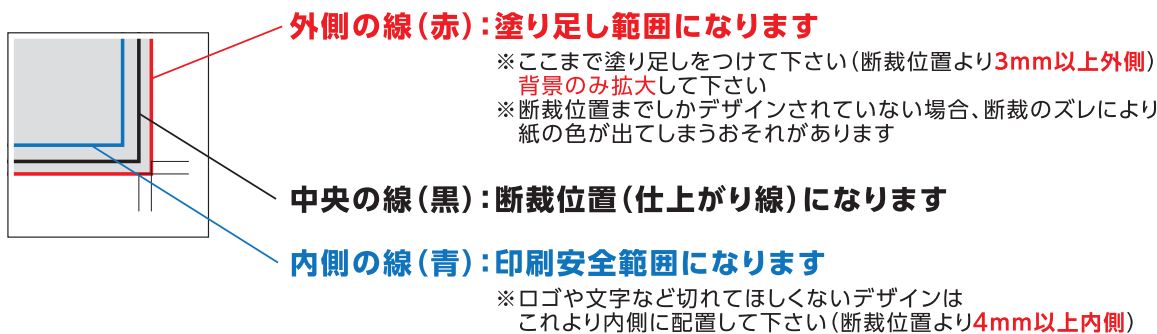 外側の線（赤）：塗り足し範囲になります
※ここまで塗り足しをつけて下さい（断裁位置より3mm以上外側）
背景のみ拡大して下さい
※断裁位置までしかデザインされていない場合、断裁のズレにより
紙の色が出てしまうおそれがあります
中央の線（黒）：断裁位置（仕上がり線）になります
内側の線（青）：印刷安全範囲になります
※ロゴや文字など切れてほしくないデザインは
これより内側に配置して下さい（断裁位置より4mm以上内側）